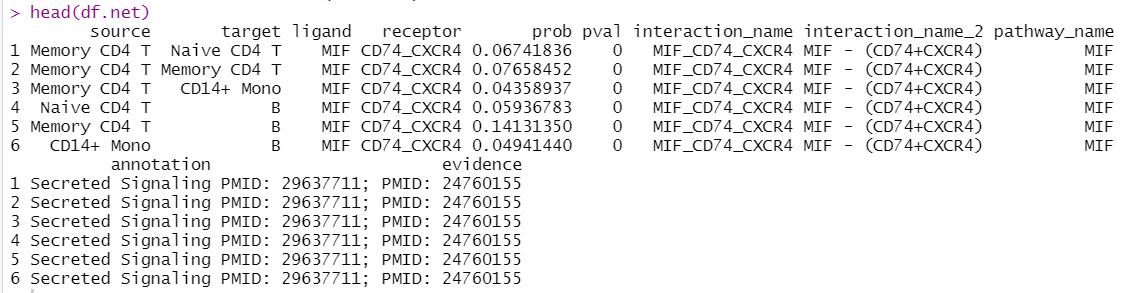 > head(df.net)
source target ligand receptor prob pval interaction_name interaction_name_2 pathway_name
1 Memory CD4 T Naive CD4 T MIF CD74_CXCR4 0.06741836 0 MIF_CD74_CXCR4 MIF - (CD74+CXCR4) MIF
2 Memory CD4 T Memory CD4 T MIF CD74_CXCR4 0.07658452 0 MIF_CD74_CXCR4 MIF - (CD74+CXCR4) MIF
3 Memory CD4 T CD14+ Mono MIF CD74_CXCR4 0.04358937 0 MIF_CD74_CXCR4 MIF - (CD74+CXCR4) MIF
4 Naive CD4 T B MIF CD74_CXCR4 0.05936783 0 MIF_CD74_CXCR4 MIF - (CD74+CXCR4) MIF
5 Memory CD4 T B MIF CD74_CXCR4 0.14131350 0 MIF_CD74_CXCR4 MIF - (CD74+CXCR4) MIF
6 CD14+ Mono B MIF CD74_CXCR4 0.04941440 0 MIF_CD74_CXCR4 MIF - (CD74+CXCR4) MIF
annotation evidence
1 Secreted Signaling PMID: 29637711; PMID: 24760155
2 Secreted Signaling PMID: 29637711; PMID: 24760155
3 Secreted Signaling PMID: 29637711; PMID: 24760155
4 Secreted Signaling PMID: 29637711; PMID: 24760155
5 Secreted Signaling PMID: 29637711; PMID: 24760155
6 Secreted Signaling PMID: 29637711; PMID: 24760155